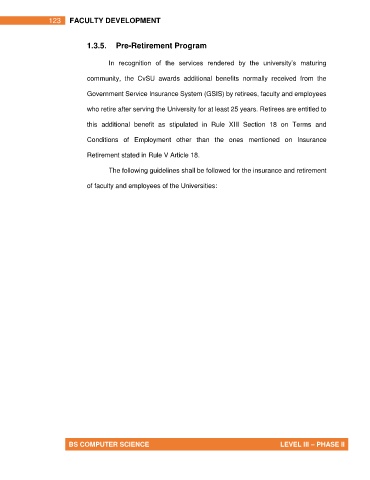 123 FACULTY DEVELOPMENT
1.3.5. Pre-Retirement Program
In recognition of the services rendered by the university's maturing
community, the CvSU awards additional benefits normally received from the
Government Service Insurance System (GSIS) by retirees, faculty and employees
who retire after serving the University for at least 25 years. Retirees are entitled to
this additional benefit as stipulated in Rule XIII Section 18 on Terms and
Conditions of Employment other than the ones mentioned on Insurance
Retirement stated in Rule V Article 18.
The following guidelines shall be followed for the insurance and retirement
of faculty and employees of the Universities:
BS COMPUTER SCIENCE LEVEL III – PHASE II